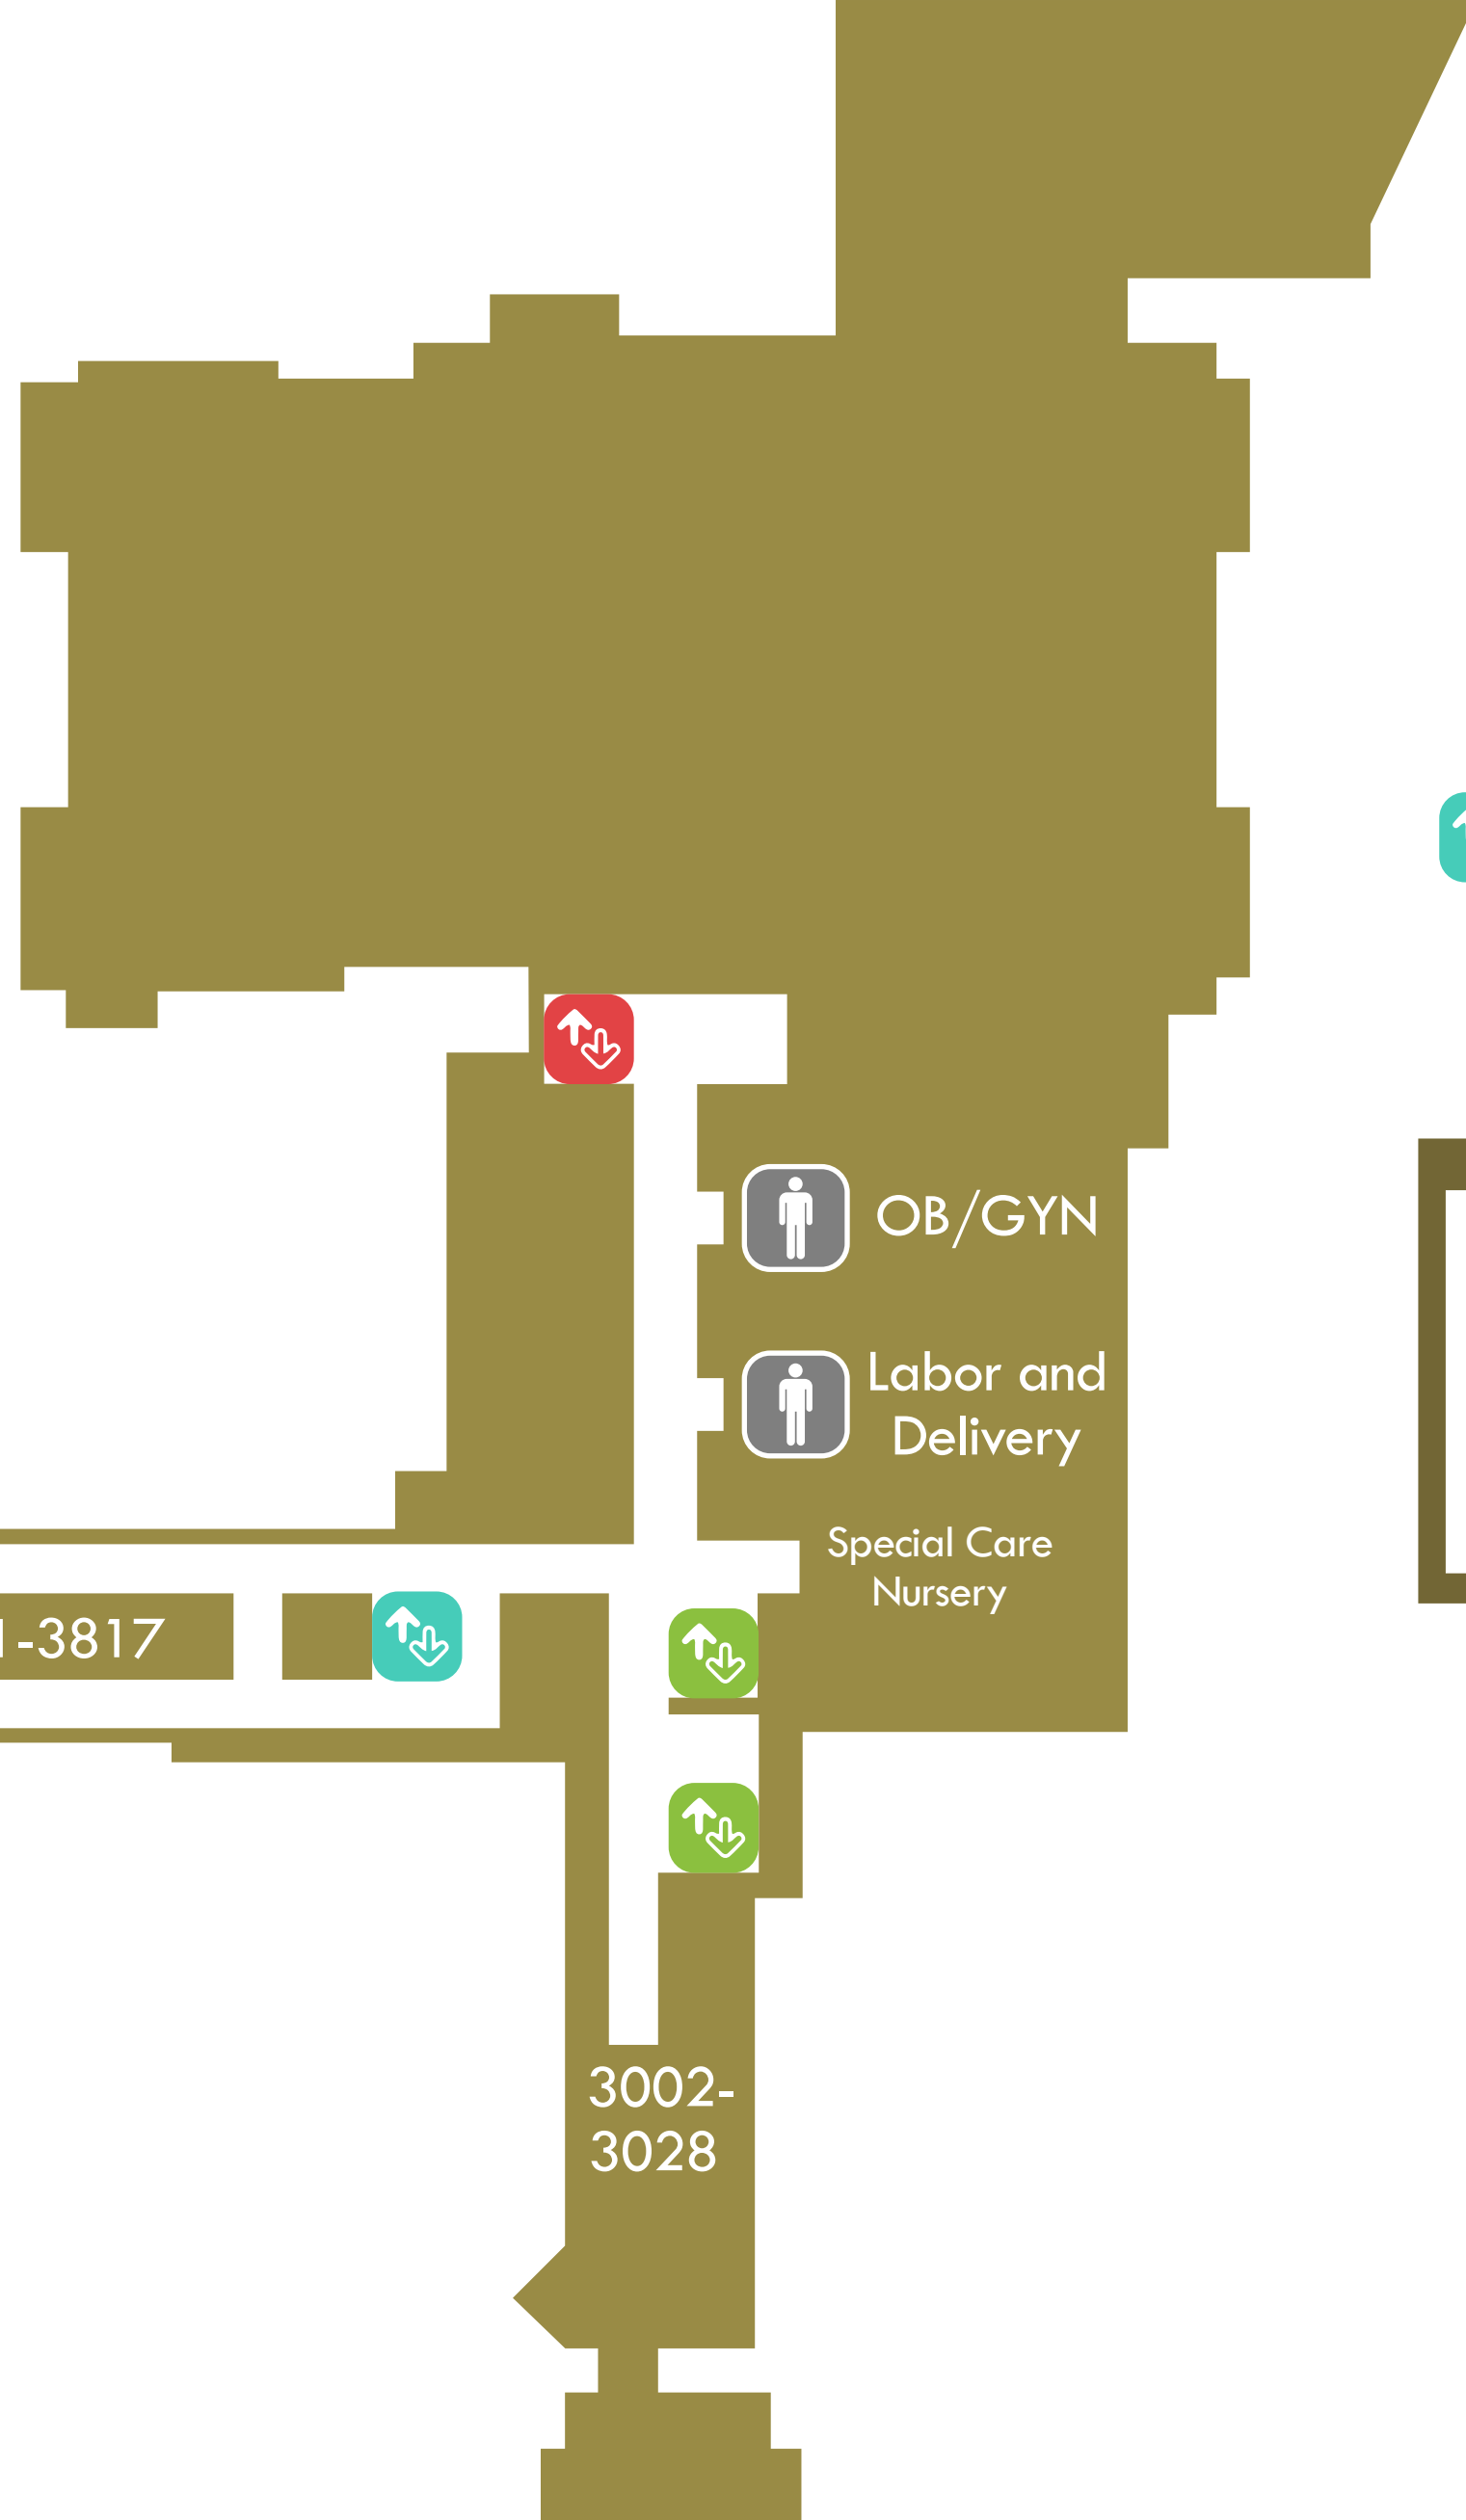 OB/GYN
Labor and
Delivery
Special Care
Nursery
-3817
3002-
3028